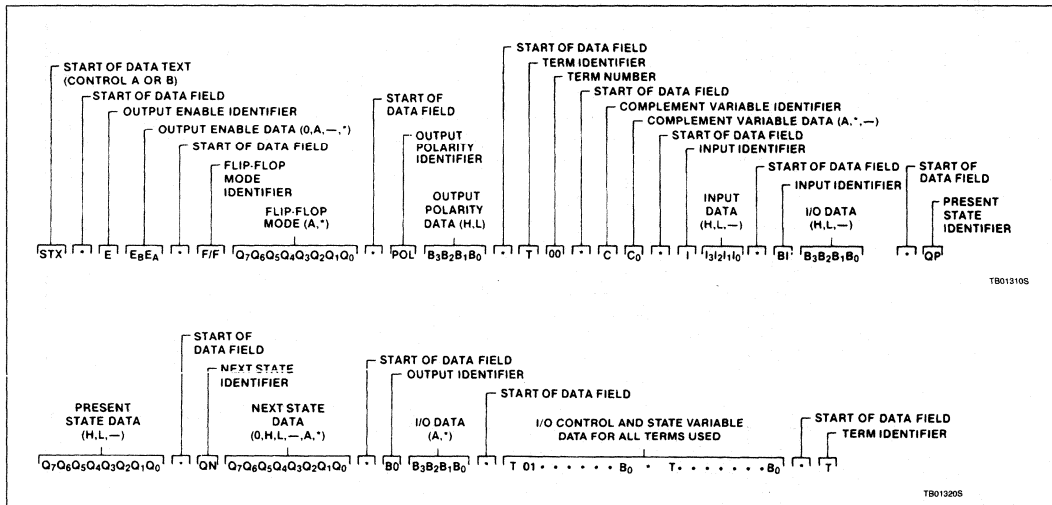 START OF DATA FIELD
TERM IDENTIFIER
START OF DATA TEXT
(CONTROL A OR B)
TERM NUMBER
START OF DATA FIELD
START OF DATA FIELD
START OF
DATA FIELD
COMPLEMENT VARIABLE IDENTIFIER
OUTPUT ENABLE IDENTIFIER
COMPLEMENT VARIABLE DATA (A,*,—)
OUTPUT ENABLE DATA (0,A,—,*)
START OF DATA FIELD
OUTPUT
POLARITY
IDENTIFIER
INPUT IDENTIFIER
START OF DATA FIELD
FLIP-FLOP
MODE
IDENTIFIER
START OF DATA FIELD
START OF
DATA FIELD
INPUT IDENTIFIER
FLIP-FLOP
MODE (A,*)
OUTPUT
POLARITY
DATA (H,L)
INPUT
DATA
(H,L,—)
I/O DATA
(H,L,—)
PRESENT
STATE
IDENTIFIER
STX * E EBEA * F/F Q7Q6Q5Q4Q3Q2Q1Q0 * POL B3B2B1B0 * T 00 * C C0 * I I3I2I1I0 * BI B3B2B1B0 * QP
TB01310S
START OF
DATA FIELD
NEXT STATE
IDENTIFIER
START OF DATA FIELD
OUTPUT IDENTIFIER
START OF DATA FIELD
PRESENT
STATE DATA
(H,L,—)
NEXT STATE
DATA
(0,H,L,—,A,*)
I/O DATA
(A,*)
I/O CONTROL AND STATE VARIABLE
DATA FOR ALL TERMS USED
START OF DATA FIELD
TERM IDENTIFIER
Q7Q6Q5Q4Q3Q2Q1Q0 * QN Q7Q6Q5Q4Q3Q2Q1Q0 * B0 B3B2B1B0 * T 01 · · · · · · B0 * T · · · · · · · B0 * T
TB01320S